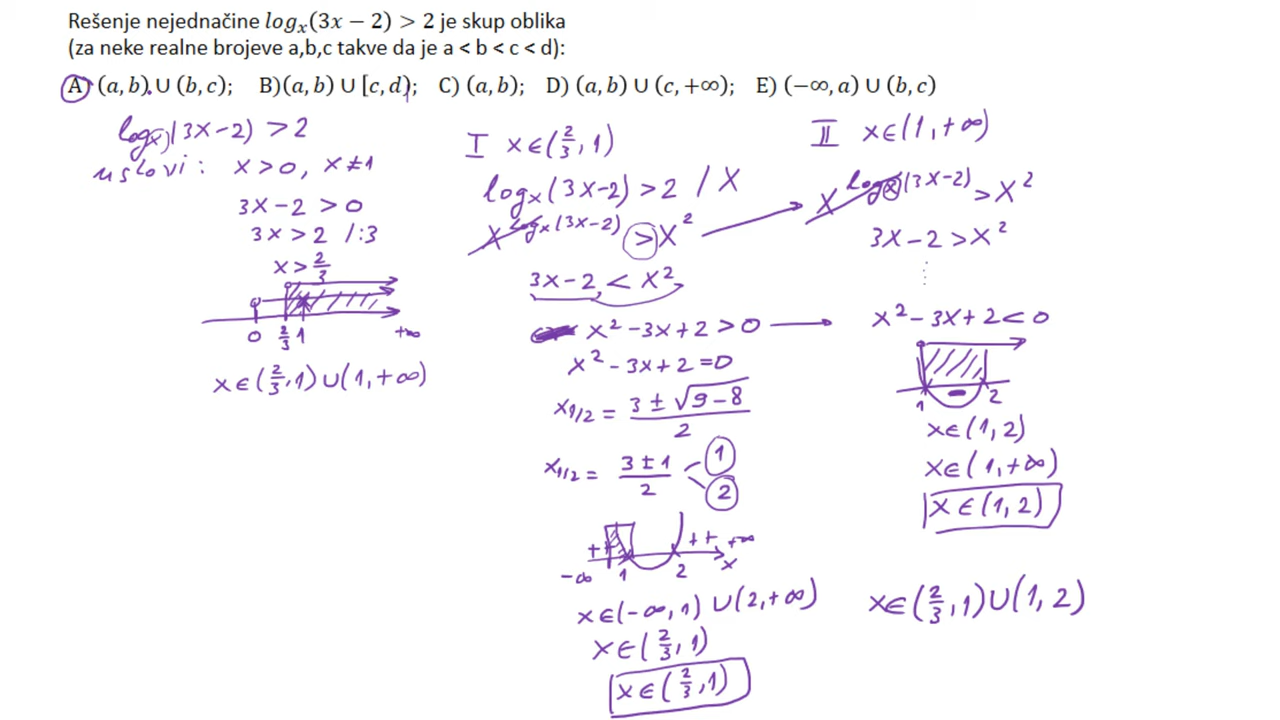 Rešenje nejednačine log_x(3x − 2) > 2 je skup oblika
(za neke realne brojeve a,b,c takve da je a < b < c < d):
A) (a, b) ∪ (b, c); B)(a, b) ∪ [c, d); C) (a, b); D) (a, b) ∪ (c, +∞); E) (−∞, a) ∪ (b, c)
log_x(3x-2) > 2
uslovi: x>0, x≠1
3x-2 > 0
3x > 2 /:3
x > 2/3
0 2/3 1 +∞
x∈(2/3,1)∪(1,+∞)
I x∈(2/3,1)
log_x(3x-2) > 2 / x
x^log_x(3x-2) > x²
3x-2 < x²
x²-3x+2 > 0
x²-3x+2=0
x1/2 = (3±√9-8)/2
x1/2 = (3±1)/2 1
2
++ ++ +∞
-∞ 1 2 x
x∈(-∞,1) ∪(2,+∞)
x∈(2/3,1)
x∈(2/3,1)
II x∈(1,+∞)
x^log_x(3x-2) > x²
3x-2 > x²
⋮
x²-3x+2<0
1 - 2
x∈(1,2)
x∈(1,+∞)
x∈(1,2)
x∈(2/3,1)∪(1,2)